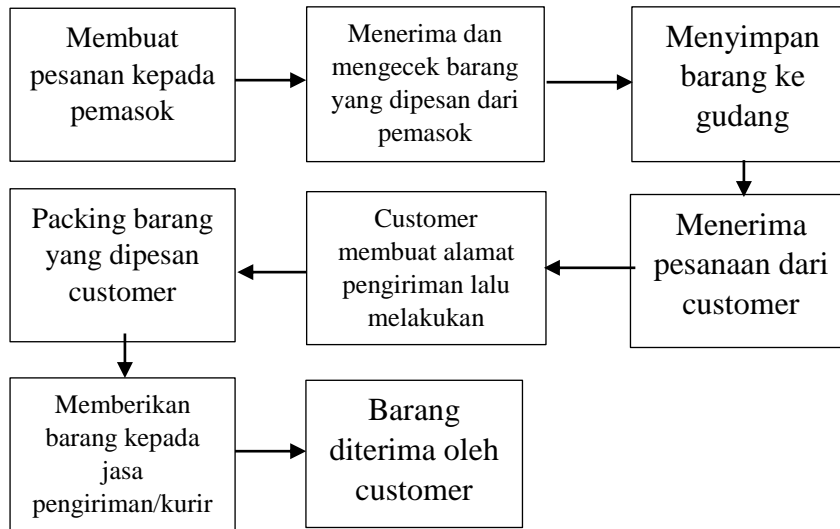 Membuat
pesanan kepada
pemasok
Menerima dan
mengecek barang
yang dipesan dari
pemasok
Menyimpan
barang ke
gudang
Menerima
pesanaan dari
customer
Customer
membuat alamat
pengiriman lalu
melakukan
Packing barang
yang dipesan
customer
Memberikan
barang kepada
jasa
pengiriman/kurir
Barang
diterima oleh
customer